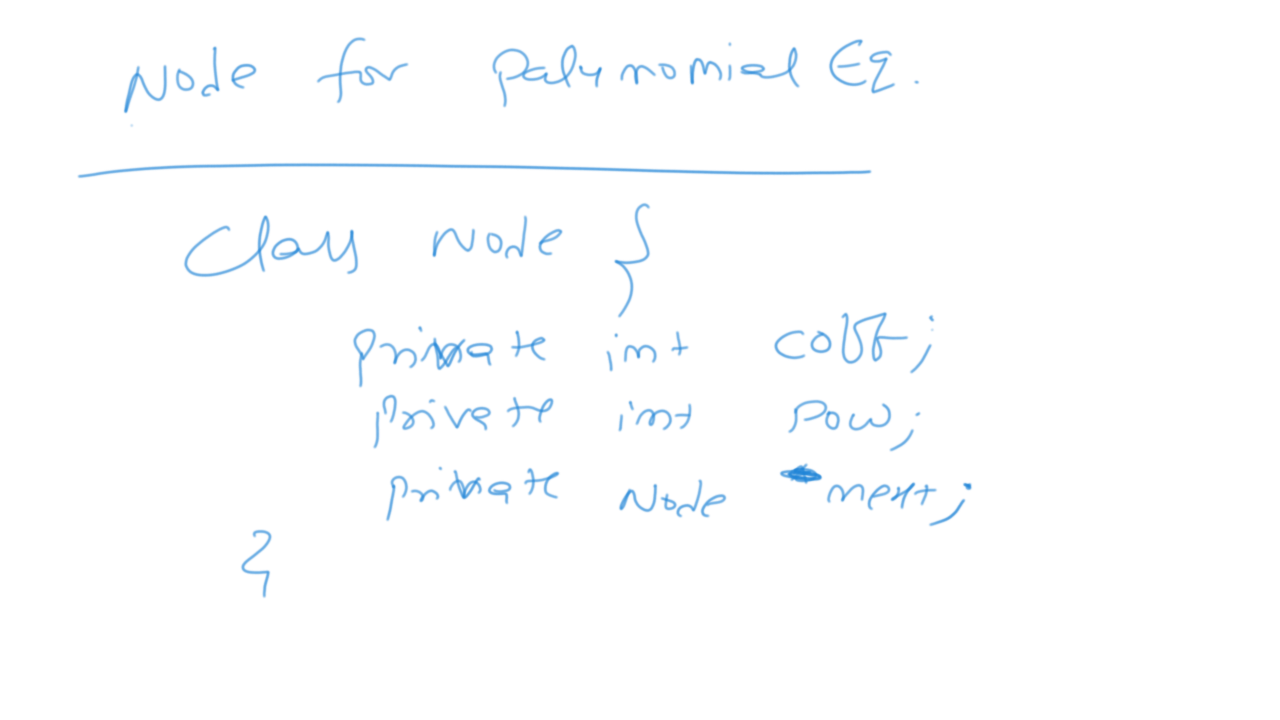 Node for polynomial Eq.
Class Node {
private int coeff;
private int pow;
private Node next;
}